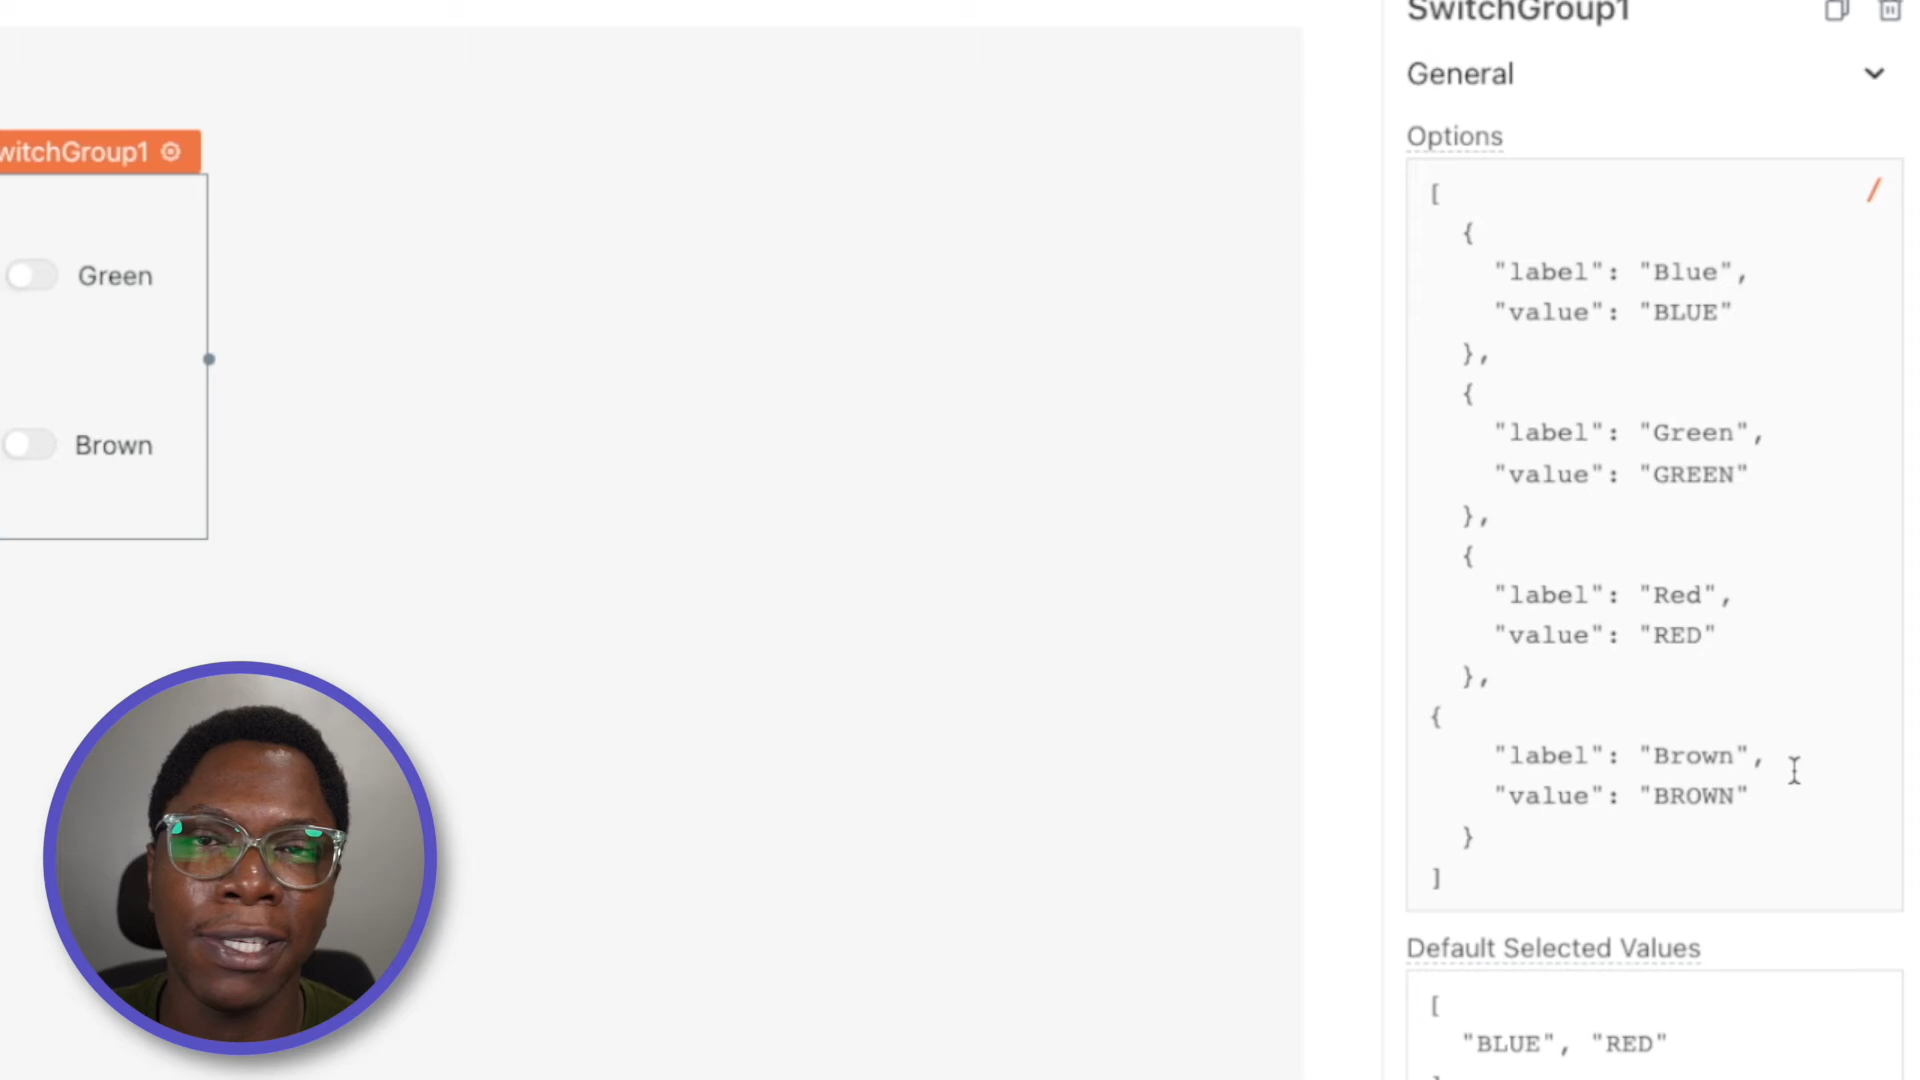 witchGroup1
Green
Brown
SwitchGroup1
General
Options
[
{
"label": "Blue",
"value": "BLUE"
},
{
"label": "Green",
"value": "GREEN"
},
{
"label": "Red",
"value": "RED"
},
{
"label": "Brown",
"value": "BROWN"
}
]
/
Default Selected Values
[
"BLUE", "RED"